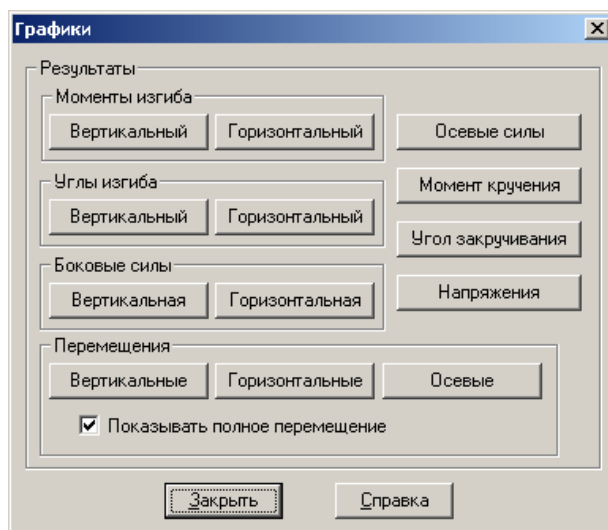 Графики
Результаты
Моменты изгиба
Вертикальный Горизонтальный Осевые силы
Момент кручения
Углы изгиба
Вертикальный Горизонтальный
Угол закручивания
Боковые силы
Вертикальная Горизонтальная Напряжения
Перемещения
Вертикальные Горизонтальные Осевые
Показывать полное перемещение
Закрыть Справка